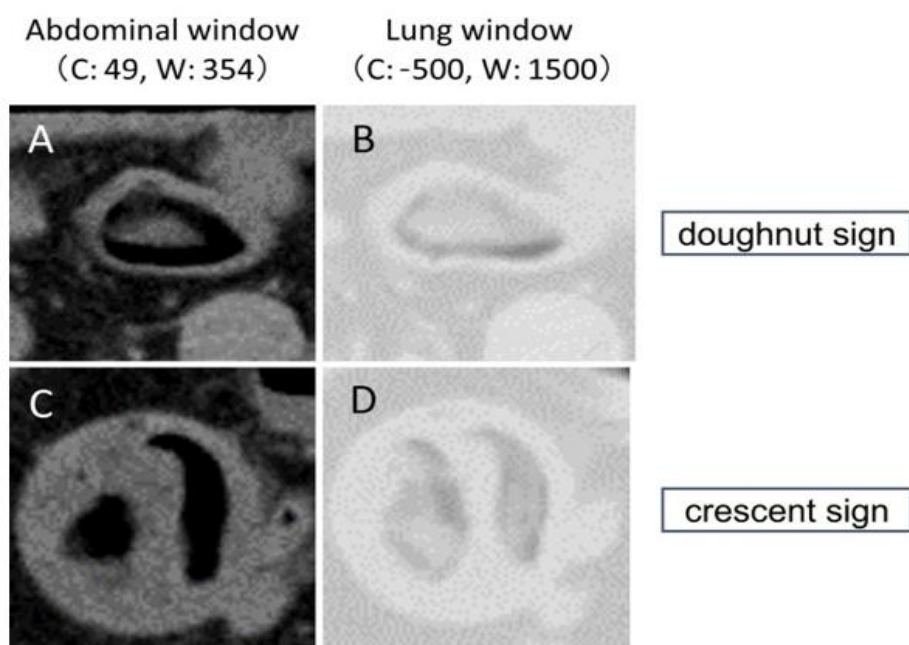 Abdominal window
（C: 49, W: 354）
Lung window
（C: -500, W: 1500）
A
B
doughnut sign
C
D
crescent sign